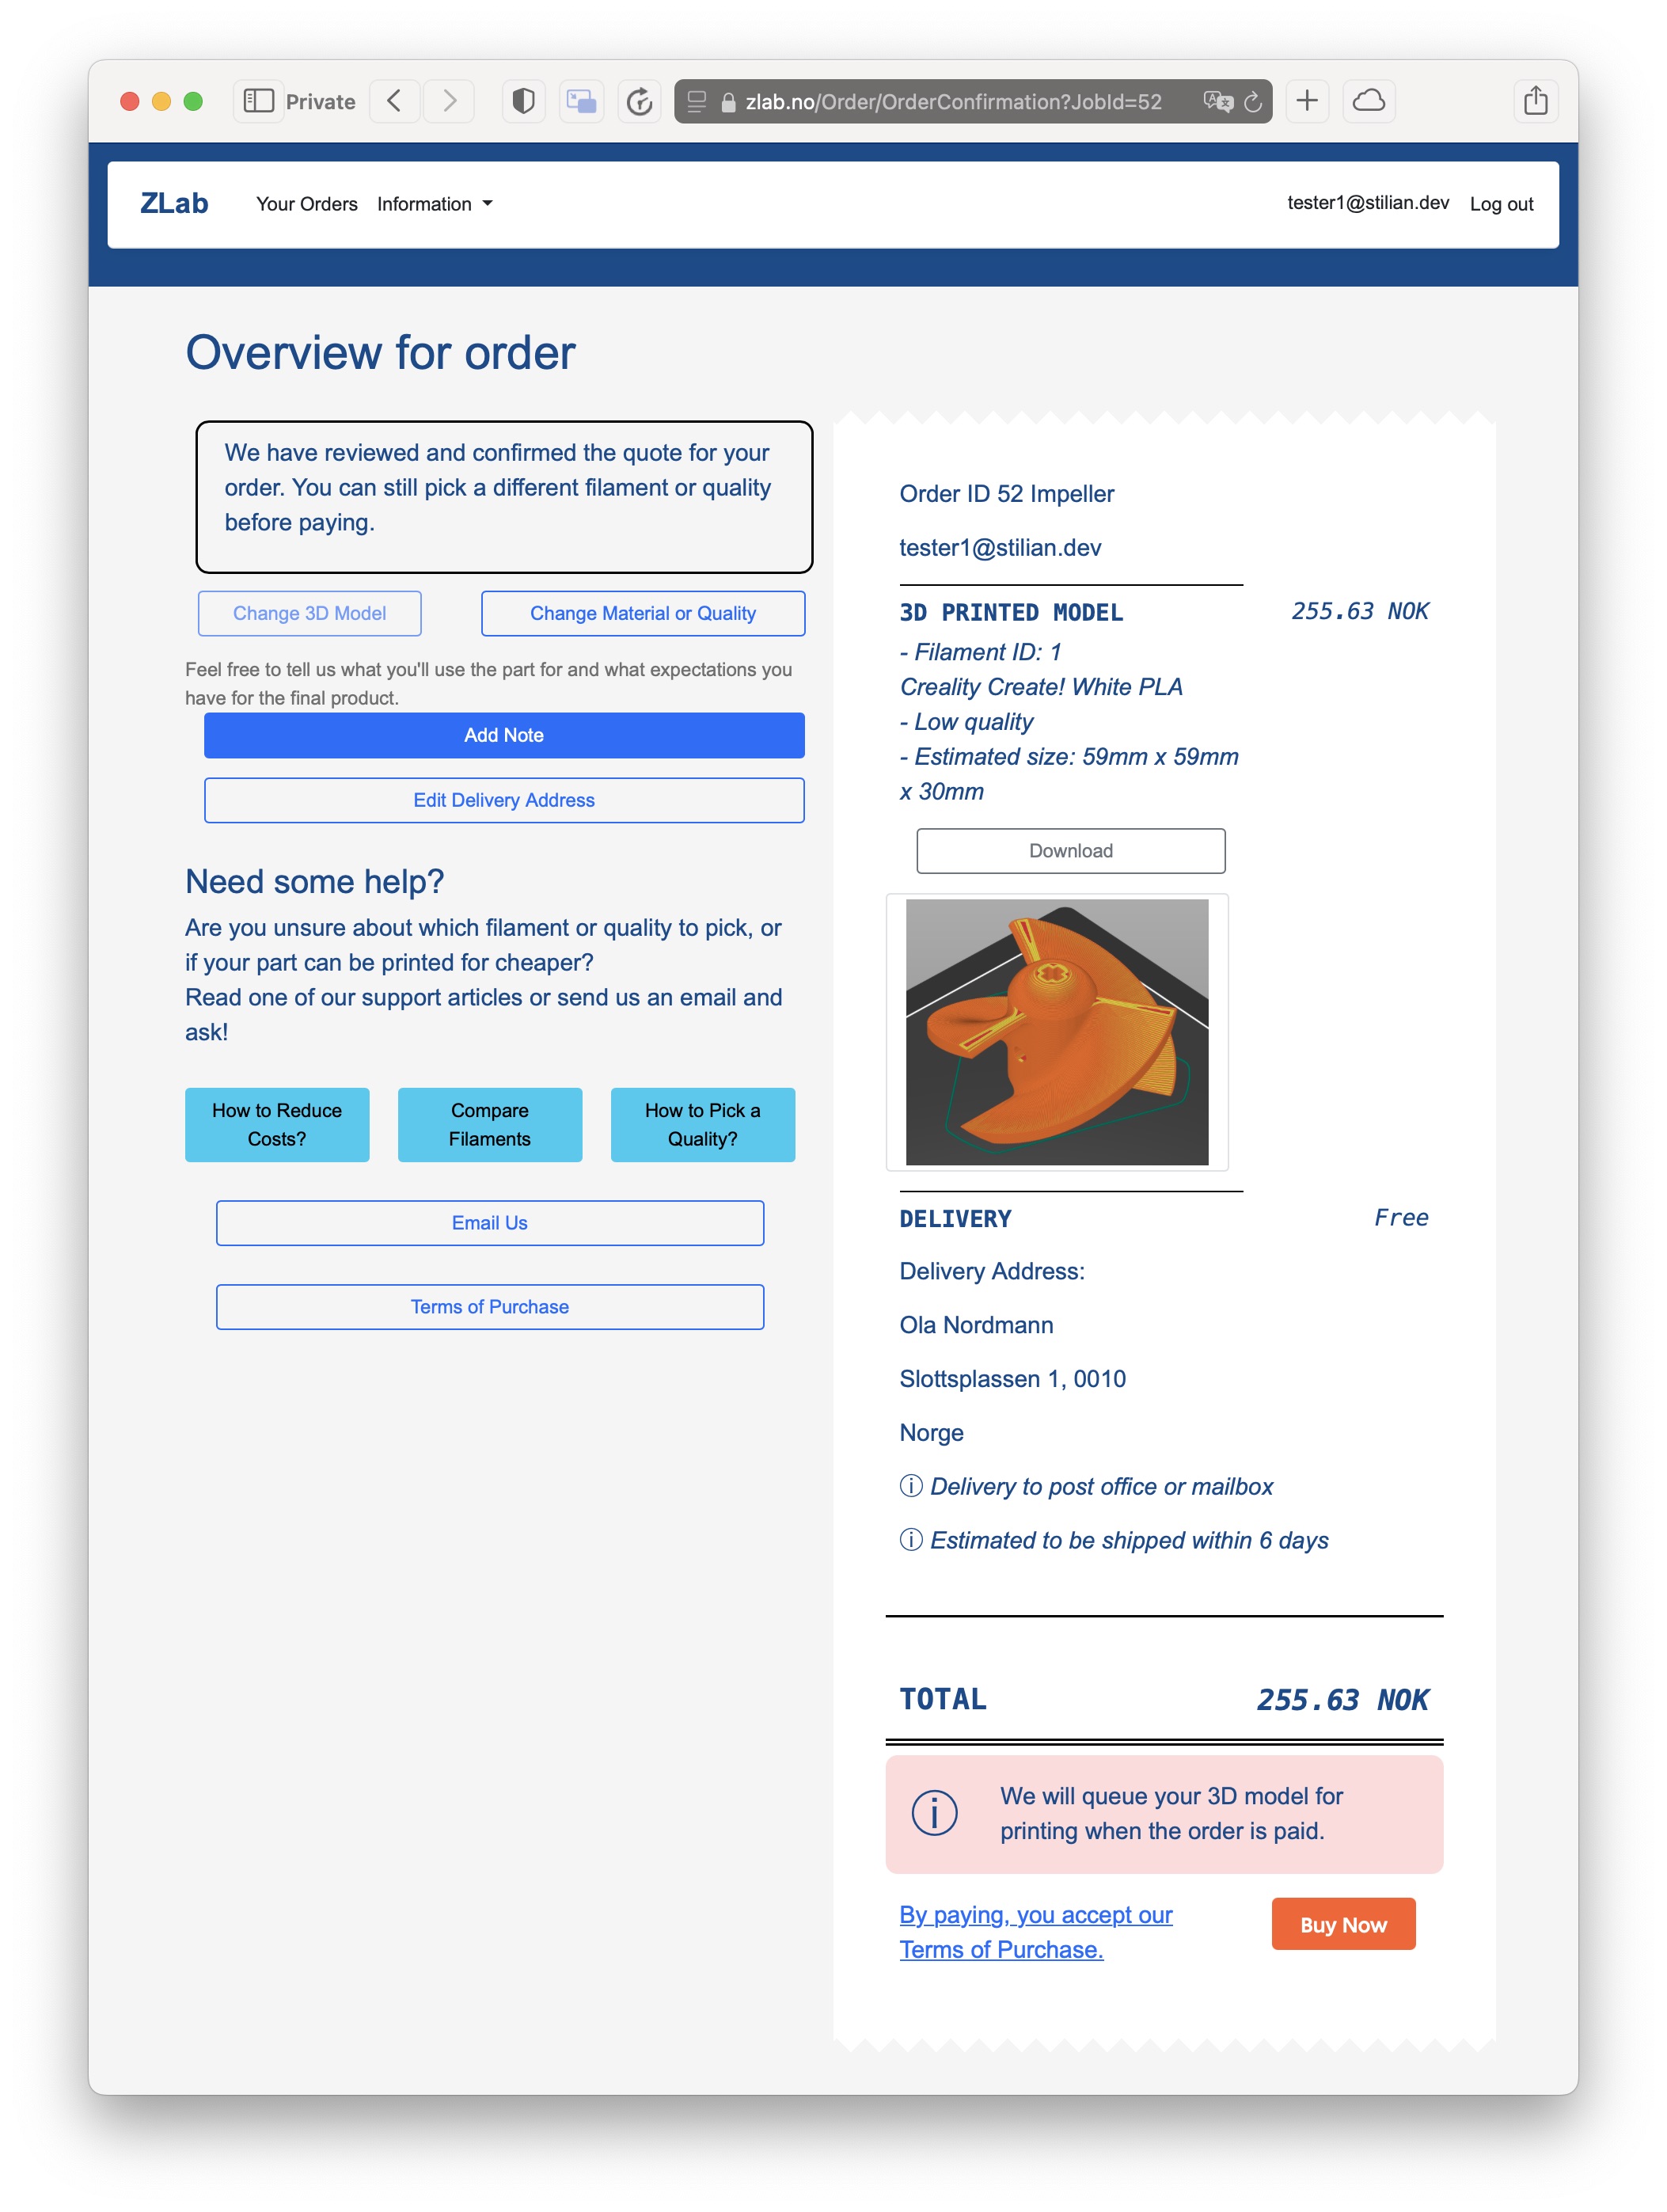 Private
zlab.no/Order/OrderConfirmation?JobId=52
ZLab
Your Orders
Information
tester1@stilian.dev
Log out
Overview for order
We have reviewed and confirmed the quote for your
order. You can still pick a different filament or quality
before paying.
Change 3D Model
Change Material or Quality
Feel free to tell us what you'll use the part for and what expectations you
have for the final product.
Add Note
Edit Delivery Address
Need some help?
Are you unsure about which filament or quality to pick, or
if your part can be printed for cheaper?
Read one of our support articles or send us an email and
ask!
How to Reduce
Costs?
Compare
Filaments
How to Pick a
Quality?
Email Us
Terms of Purchase
Order ID 52 Impeller
tester1@stilian.dev
3D PRINTED MODEL
255.63 NOK
- Filament ID: 1
Creality Create! White PLA
- Low quality
- Estimated size: 59mm x 59mm
x 30mm
Download
DELIVERY
Free
Delivery Address:
Ola Nordmann
Slottsplassen 1, 0010
Norge
Delivery to post office or mailbox
Estimated to be shipped within 6 days
TOTAL
255.63 NOK
We will queue your 3D model for
printing when the order is paid.
By paying, you accept our
Terms of Purchase.
Buy Now